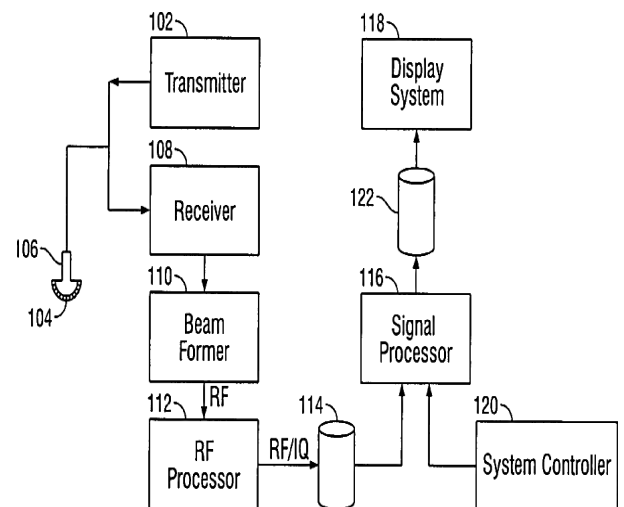 102
Transmitter
118
Display
System
108
Receiver
122
106
104
110
Beam
Former
116
Signal
Processor
RF
112
RF
Processor
RF/IQ
114
120
System Controller